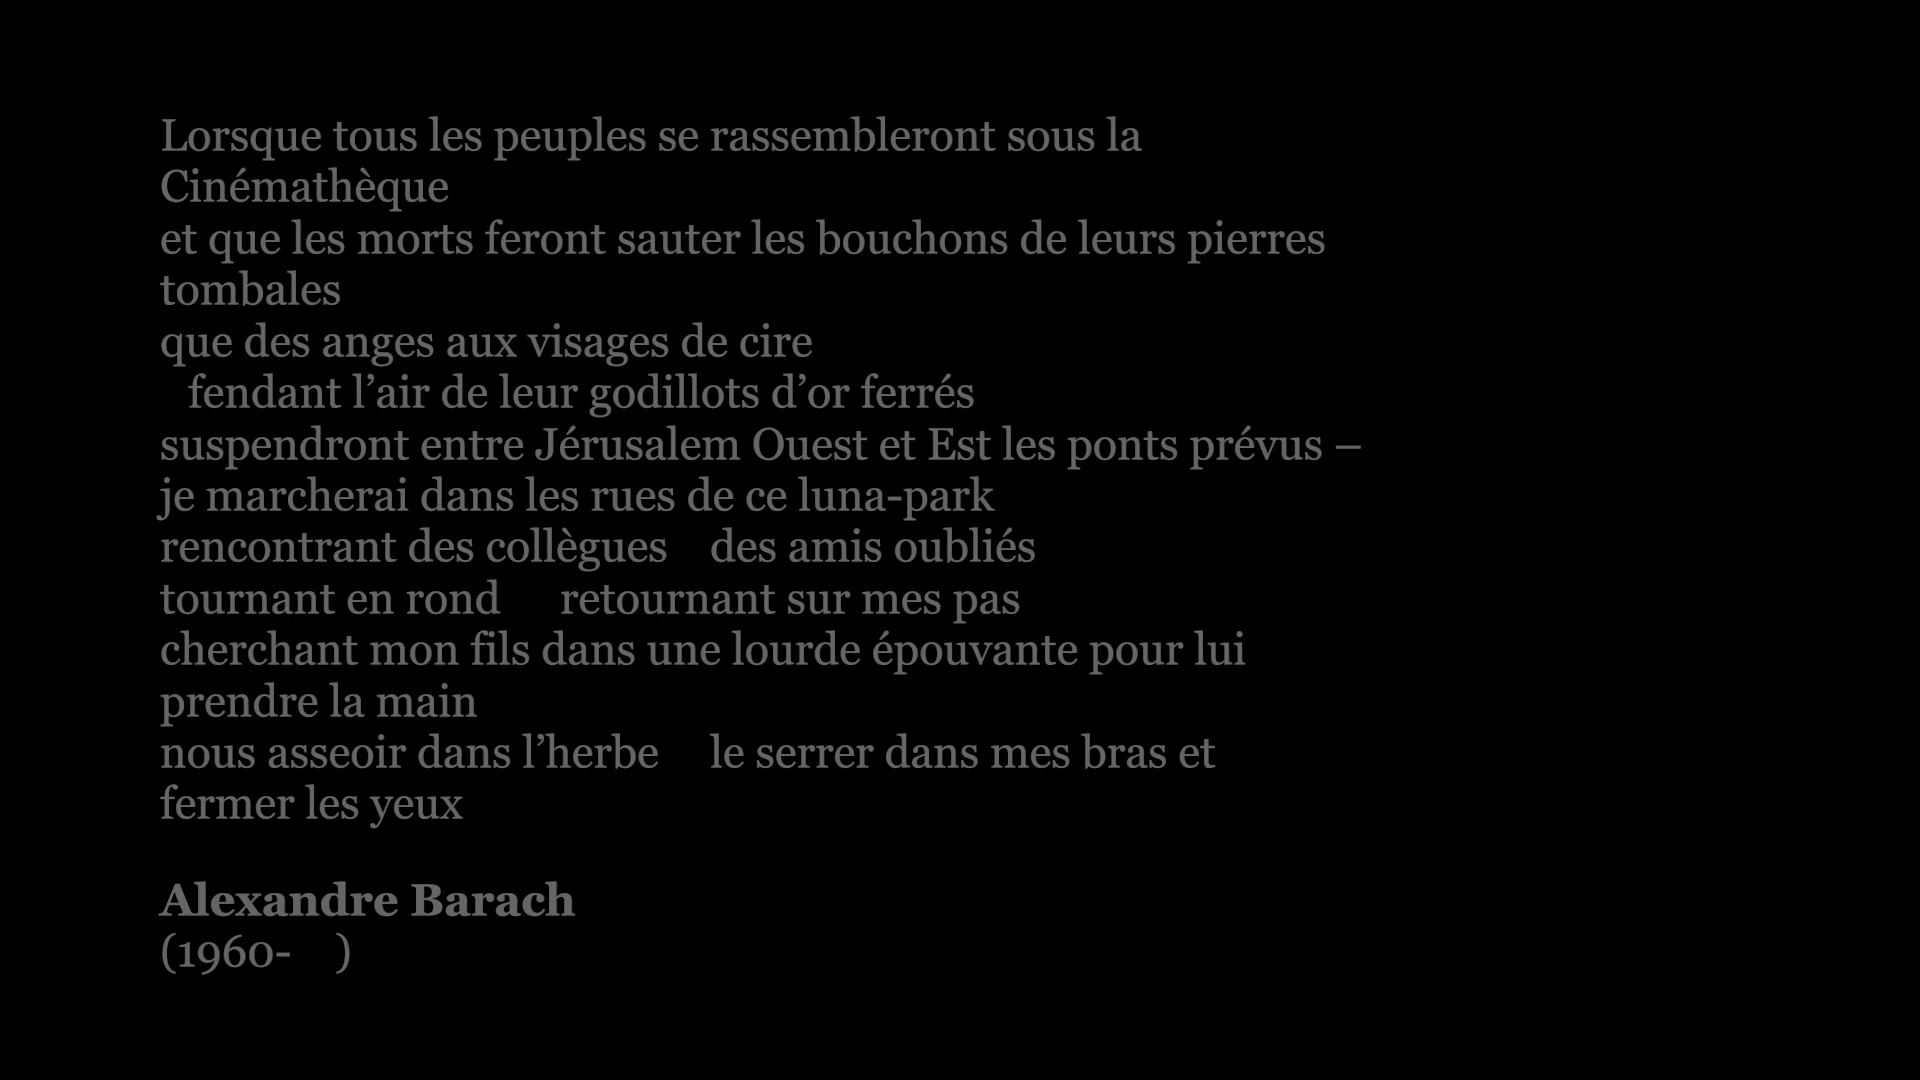 Lorsque tous les peuples se rassembleront sous la
Cinémathèque
et que les morts feront sauter les bouchons de leurs pierres
tombales
que des anges aux visages de cire
fendant l’air de leur godillots d’or ferrés
suspendront entre Jérusalem Ouest et Est les ponts prévus –
je marcherai dans les rues de ce luna-park
rencontrant des collègues    des amis oubliés
tournant en rond    retournant sur mes pas
cherchant mon fils dans une lourde épouvante pour lui
prendre la main
nous asseoir dans l’herbe    le serrer dans mes bras et
fermer les yeux
Alexandre Barach
(1960-    )